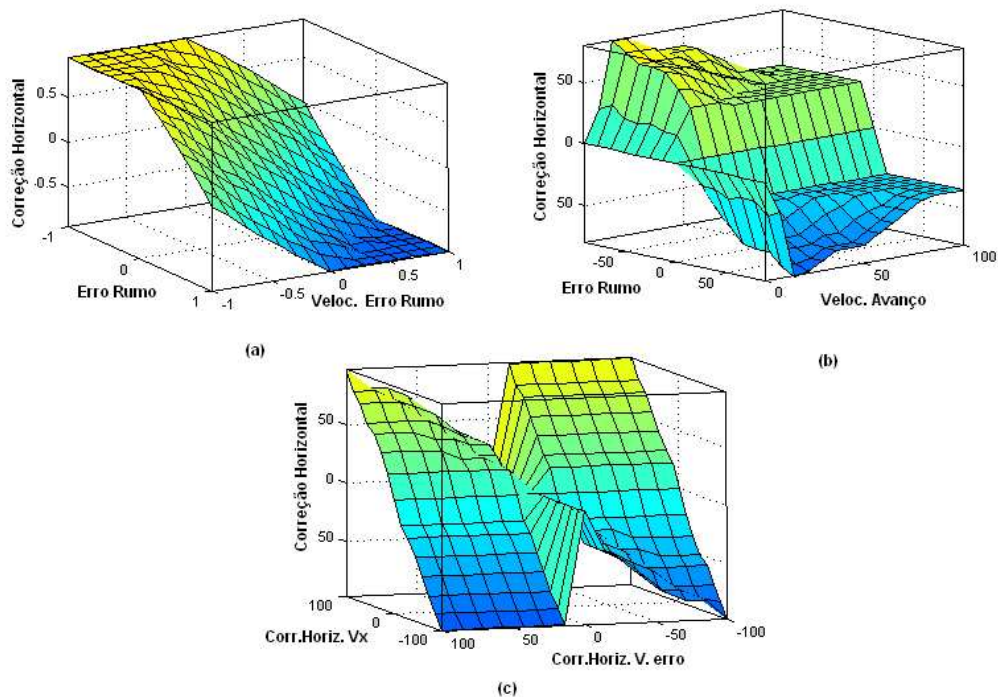 Correção Horizontal
0.5
0
-0.5
-1
0
1
Erro Rumo
-1
-0.5
0
0.5
1
Veloc. Erro Rumo
(a)
Correção Horizontal
50
0
50
-50
0
50
Erro Rumo
0
50
100
Veloc. Avanço
(b)
Correção Horizontal
50
0
50
100
0
-100
Corr.Horiz. Vx
100
50
0
-50
-100
Corr.Horiz. V. erro
(c)